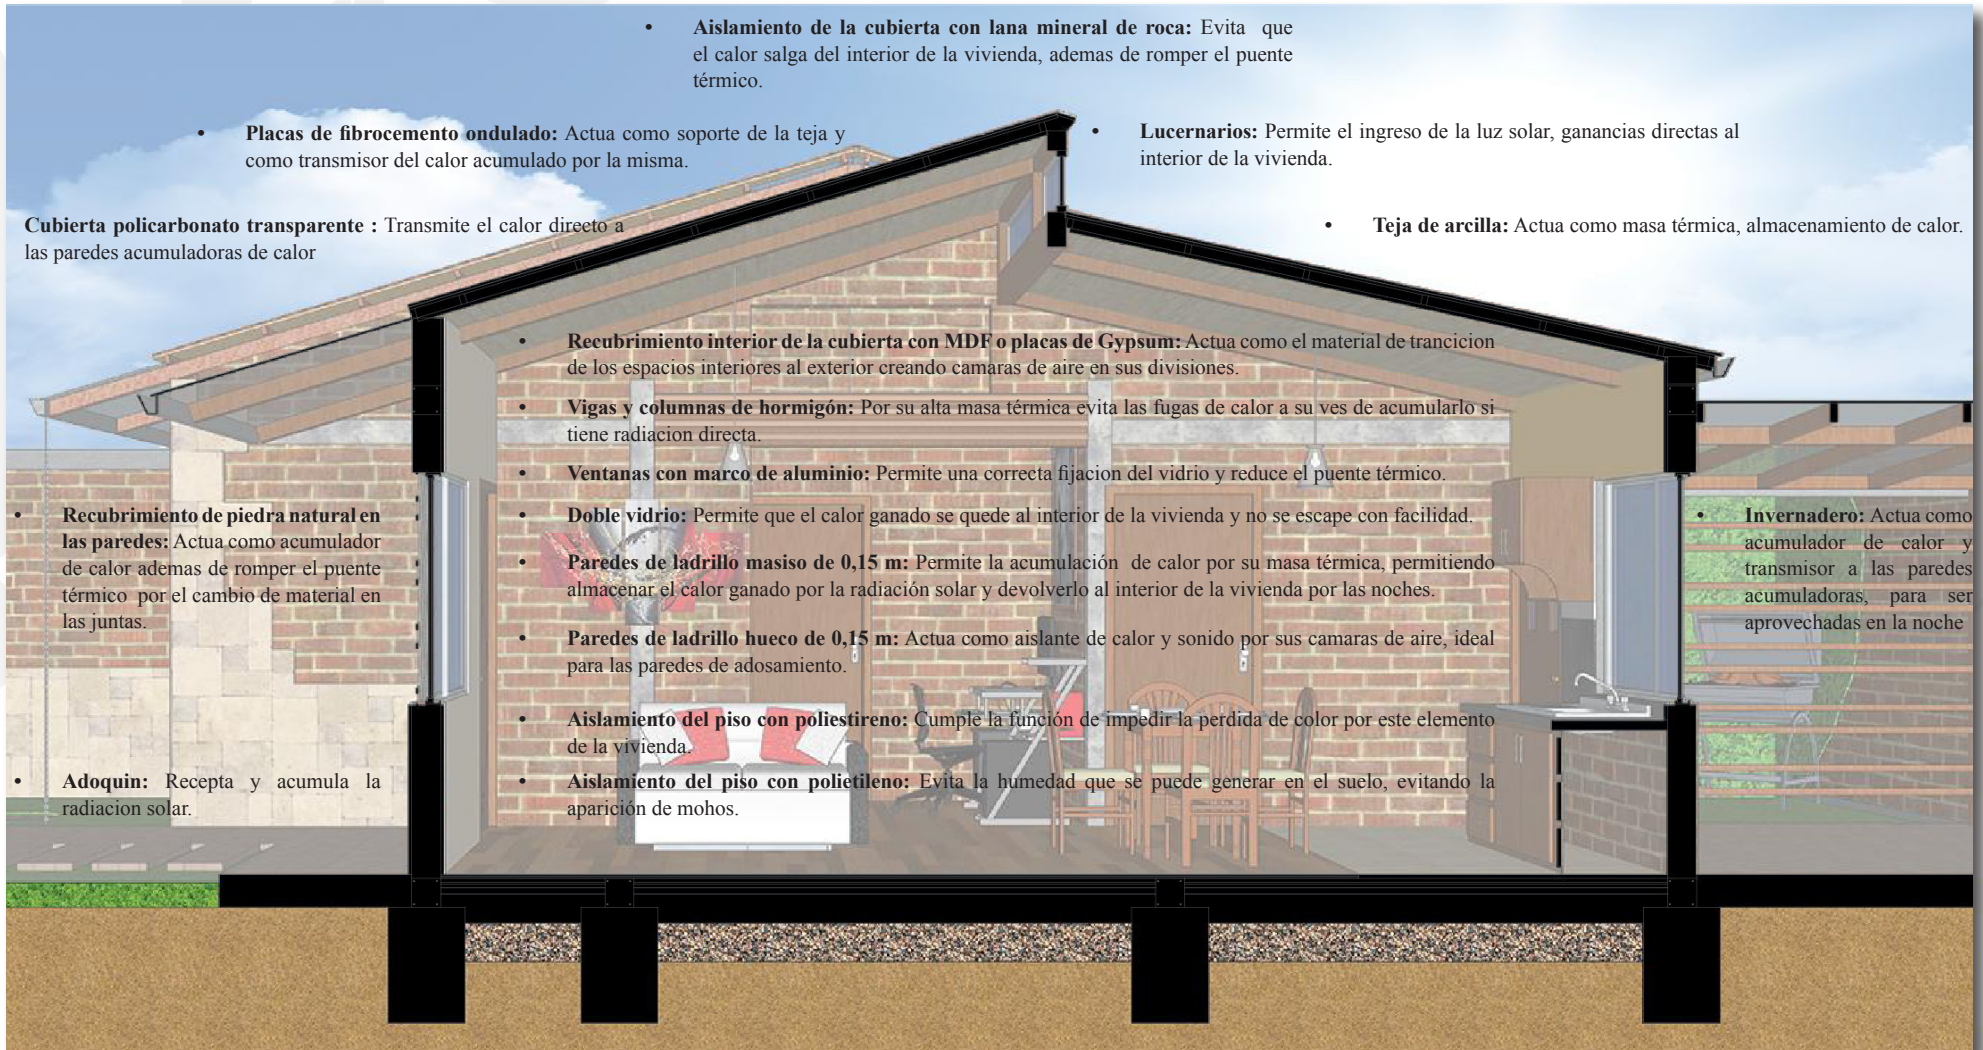 • Aislamiento de la cubierta con lana mineral de roca: Evita que
el calor salga del interior de la vivienda, ademas de romper el puente
térmico.
• Placas de fibrocemento ondulado: Actua como soporte de la teja y
como transmisor del calor acumulado por la misma.
• Lucernarios: Permite el ingreso de la luz solar, ganancias directas al
interior de la vivienda.
Cubierta policarbonato transparente : Transmite el calor directo a
las paredes acumuladoras de calor
• Teja de arcilla: Actua como masa térmica, almacenamiento de calor.
• Recubrimiento interior de la cubierta con MDF o placas de Gypsum: Actua como el material de trancicion
de los espacios interiores al exterior creando camaras de aire en sus divisiones.
• Vigas y columnas de hormigón: Por su alta masa térmica evita las fugas de calor a su ves de acumularlo si
tiene radiacion directa.
• Ventanas con marco de aluminio: Permite una correcta fijacion del vidrio y reduce el puente térmico.
• Doble vidrio: Permite que el calor ganado se quede al interior de la vivienda y no se escape con facilidad.
• Paredes de ladrillo masiso de 0,15 m: Permite la acumulación de calor por su masa térmica, permitiendo
almacenar el calor ganado por la radiación solar y devolverlo al interior de la vivienda por las noches.
• Paredes de ladrillo hueco de 0,15 m: Actua como aislante de calor y sonido por sus camaras de aire, ideal
para las paredes de adosamiento.
• Aislamiento del piso con poliestireno: Cumple la función de impedir la perdida de color por este elemento
de la vivienda.
• Aislamiento del piso con polietileno: Evita la humedad que se puede generar en el suelo, evitando la
aparición de mohos.
• Recubrimiento de piedra natural en
las paredes: Actua como acumulador
de calor ademas de romper el puente
térmico por el cambio de material en
las juntas.
• Adoquin: Recepta y acumula la
radiacion solar.
• Invernadero: Actua como
acumulador de calor y
transmisor a las paredes
acumuladoras, para ser
aprovechadas en la noche